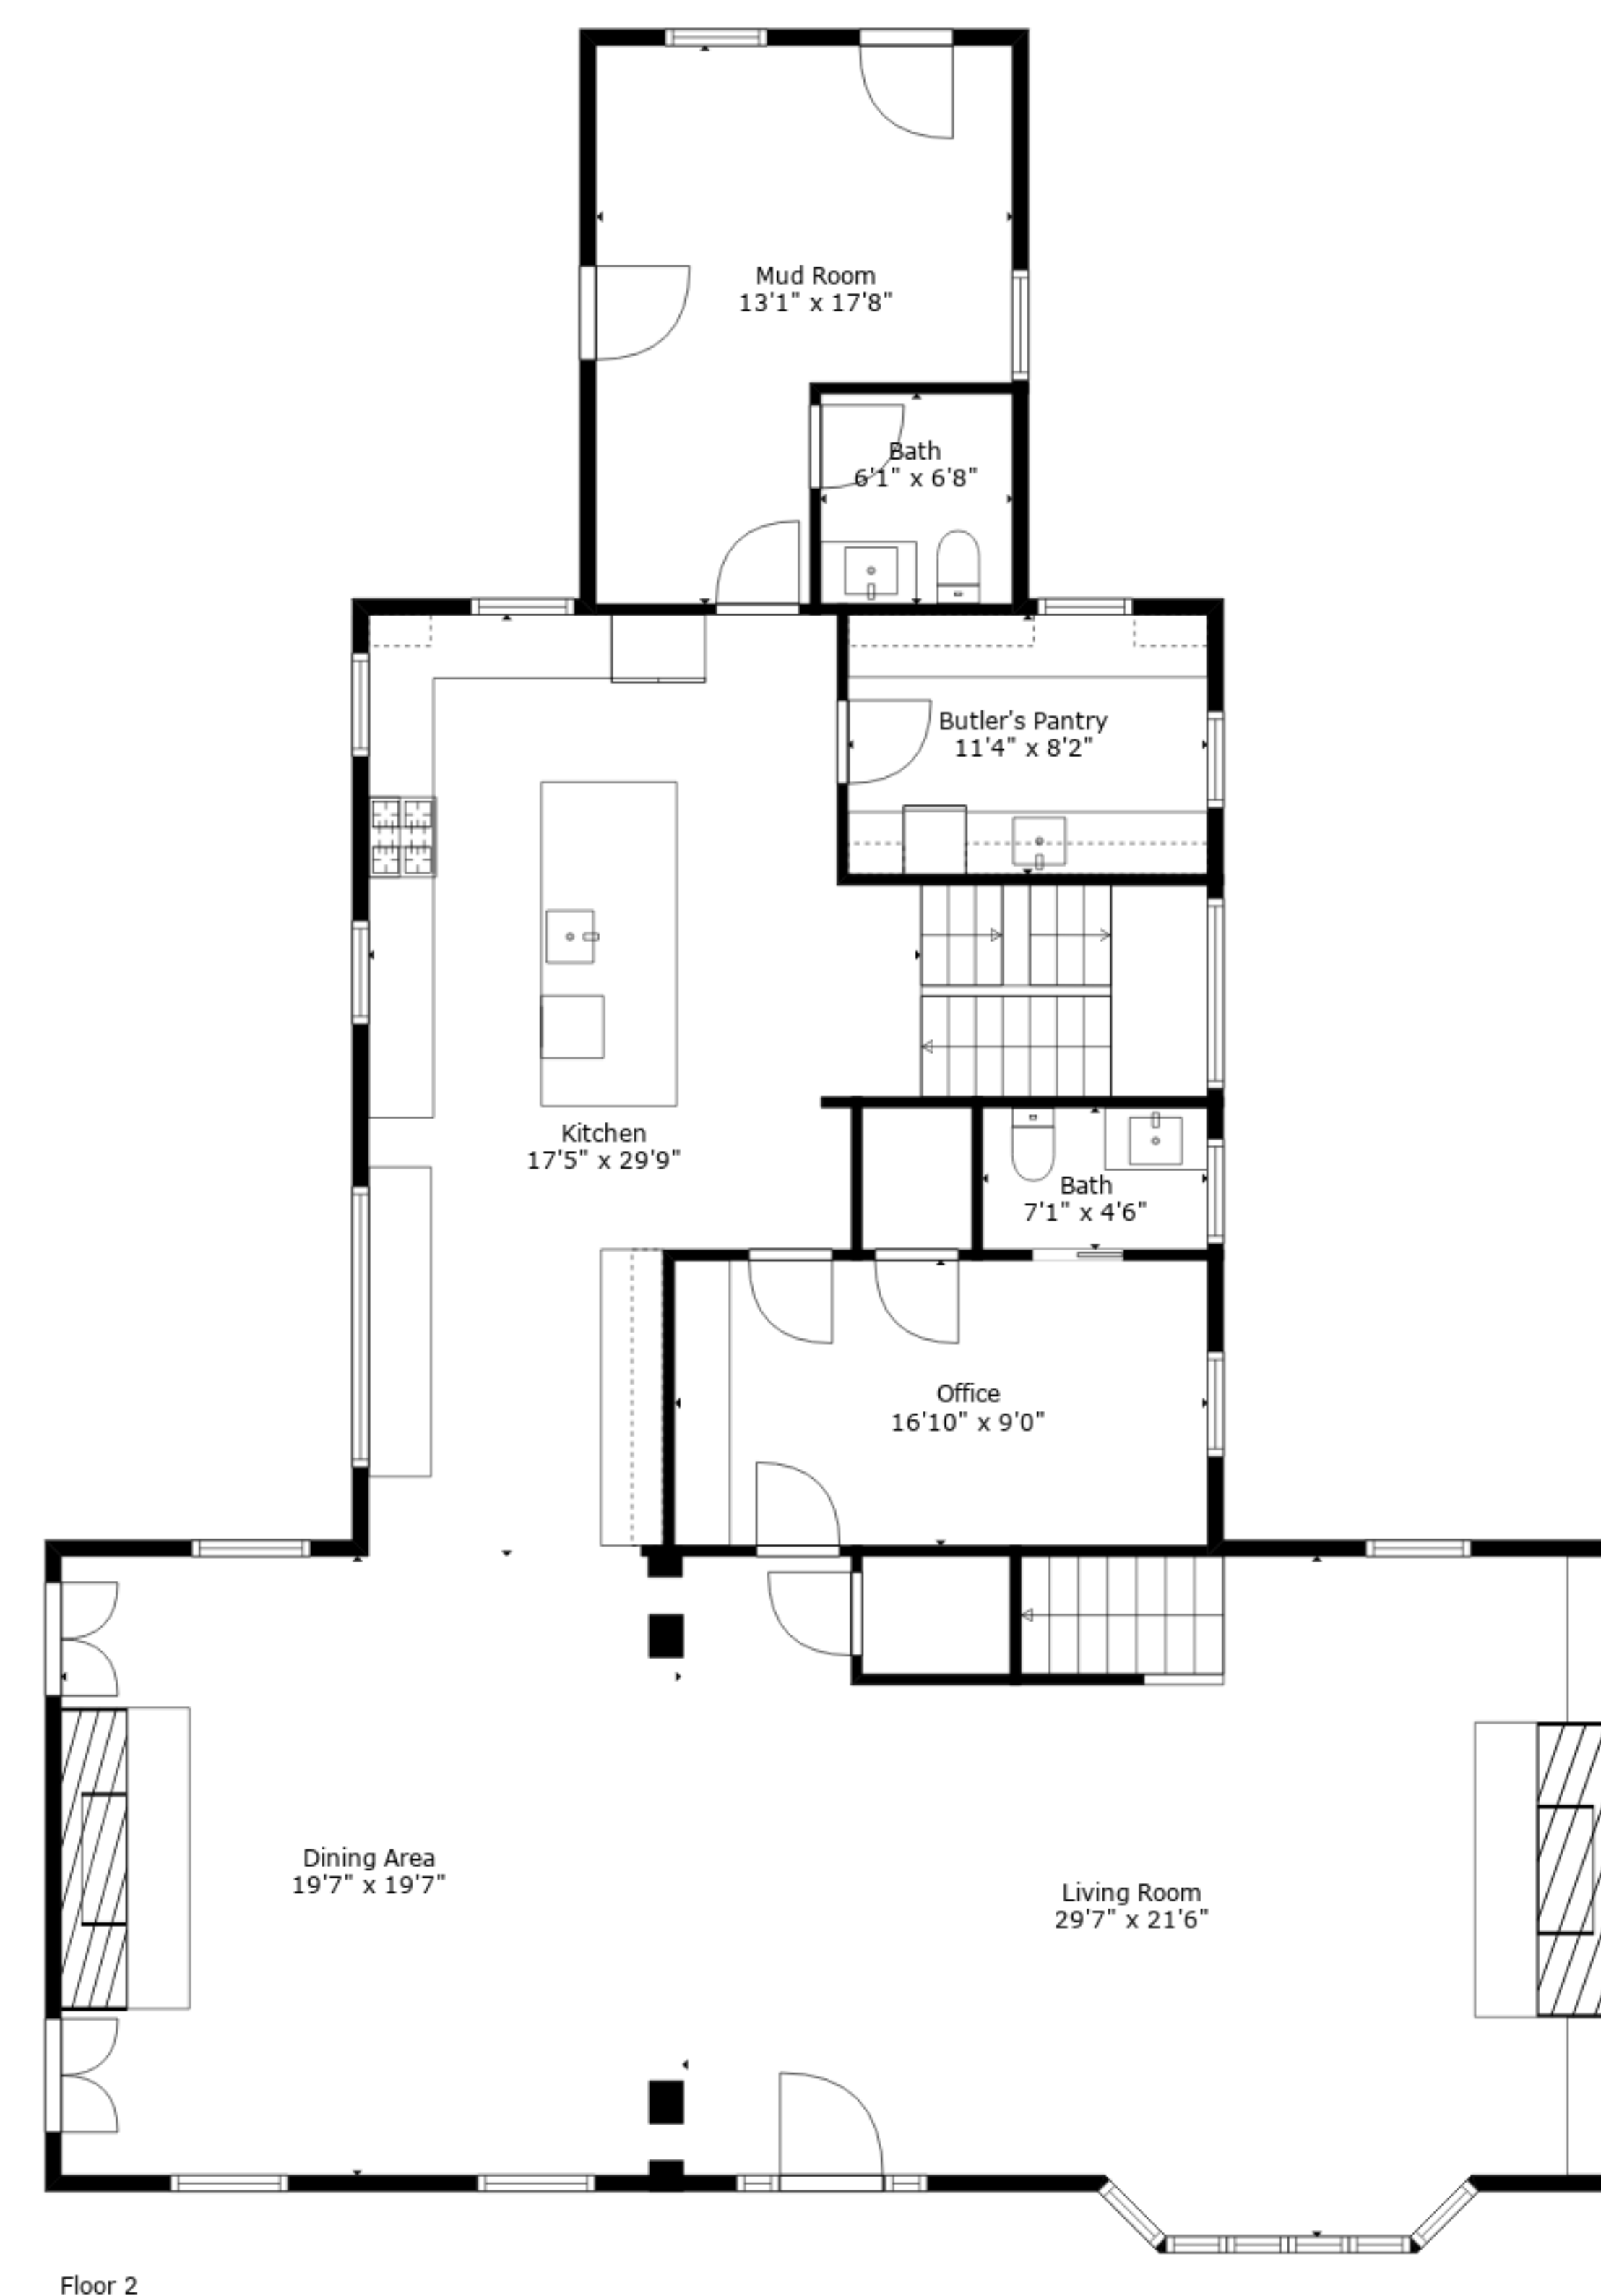 Mud Room
13'1" x 17'8"
Bath
6'1" x 6'8"
Butler's Pantry
11'4" x 8'2"
Kitchen
17'5" x 29'9"
Bath
7'1" x 4'6"
Office
16'10" x 9'0"
Dining Area
19'7" x 19'7"
Living Room
29'7" x 21'6"
Floor 2